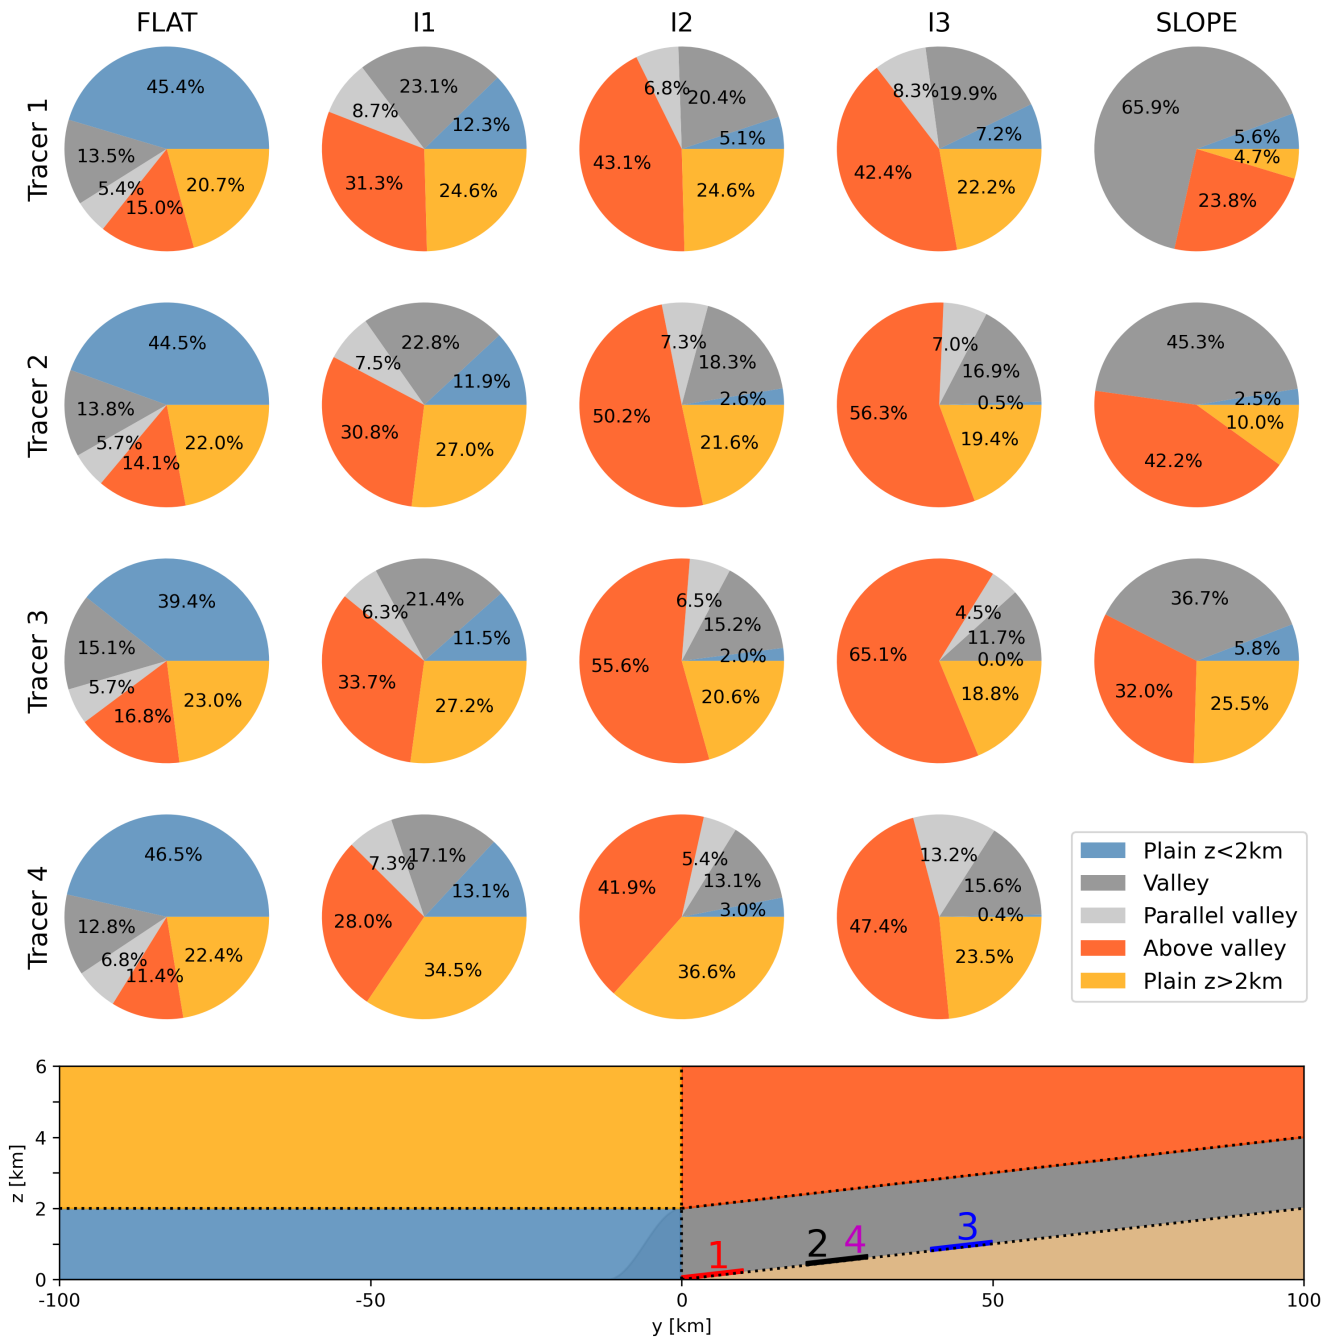 FLAT I1 I2 I3 SLOPE
Tracer 1
45.4% 13.5% 5.4% 15.0% 20.7%
12.3% 23.1% 8.7% 31.3% 24.6%
5.1% 20.4% 6.8% 43.1% 24.6%
7.2% 19.9% 8.3% 42.4% 22.2%
5.6% 65.9% 23.8% 4.7%
Tracer 2
44.5% 13.8% 5.7% 14.1% 22.0%
11.9% 22.8% 7.5% 30.8% 27.0%
2.6% 18.3% 7.3% 50.2% 21.6%
0.5% 16.9% 7.0% 56.3% 19.4%
2.5% 45.3% 42.2% 10.0%
Tracer 3
39.4% 15.1% 5.7% 16.8% 23.0%
11.5% 21.4% 6.3% 33.7% 27.2%
2.0% 15.2% 6.5% 55.6% 20.6%
0.0% 11.7% 4.5% 65.1% 18.8%
5.8% 36.7% 32.0% 25.5%
Tracer 4
46.5% 12.8% 6.8% 11.4% 22.4%
13.1% 17.1% 7.3% 28.0% 34.5%
3.0% 13.1% 5.4% 41.9% 36.6%
0.4% 15.6% 13.2% 47.4% 23.5%
Plain z<2km
Valley
Parallel valley
Above valley
Plain z>2km
z [km]
6
4
2
0
1 2 4 3
-100 -50 0 50 100
y [km]